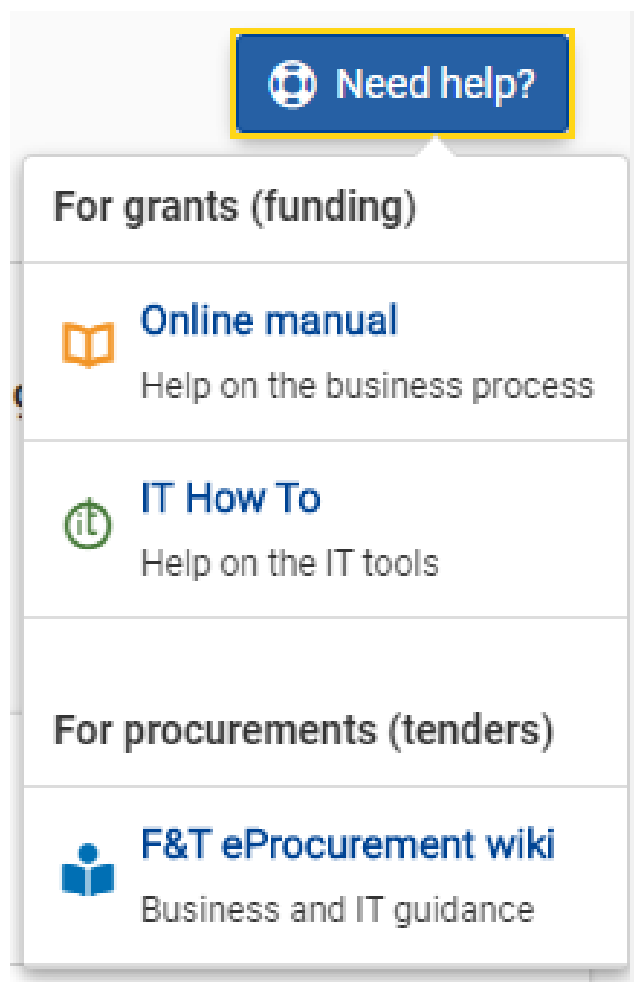 Need help?
For grants (funding)
Online manual
Help on the business process
it
IT How To
Help on the IT tools
For procurements (tenders)
F&T eProcurement wiki
Business and IT guidance